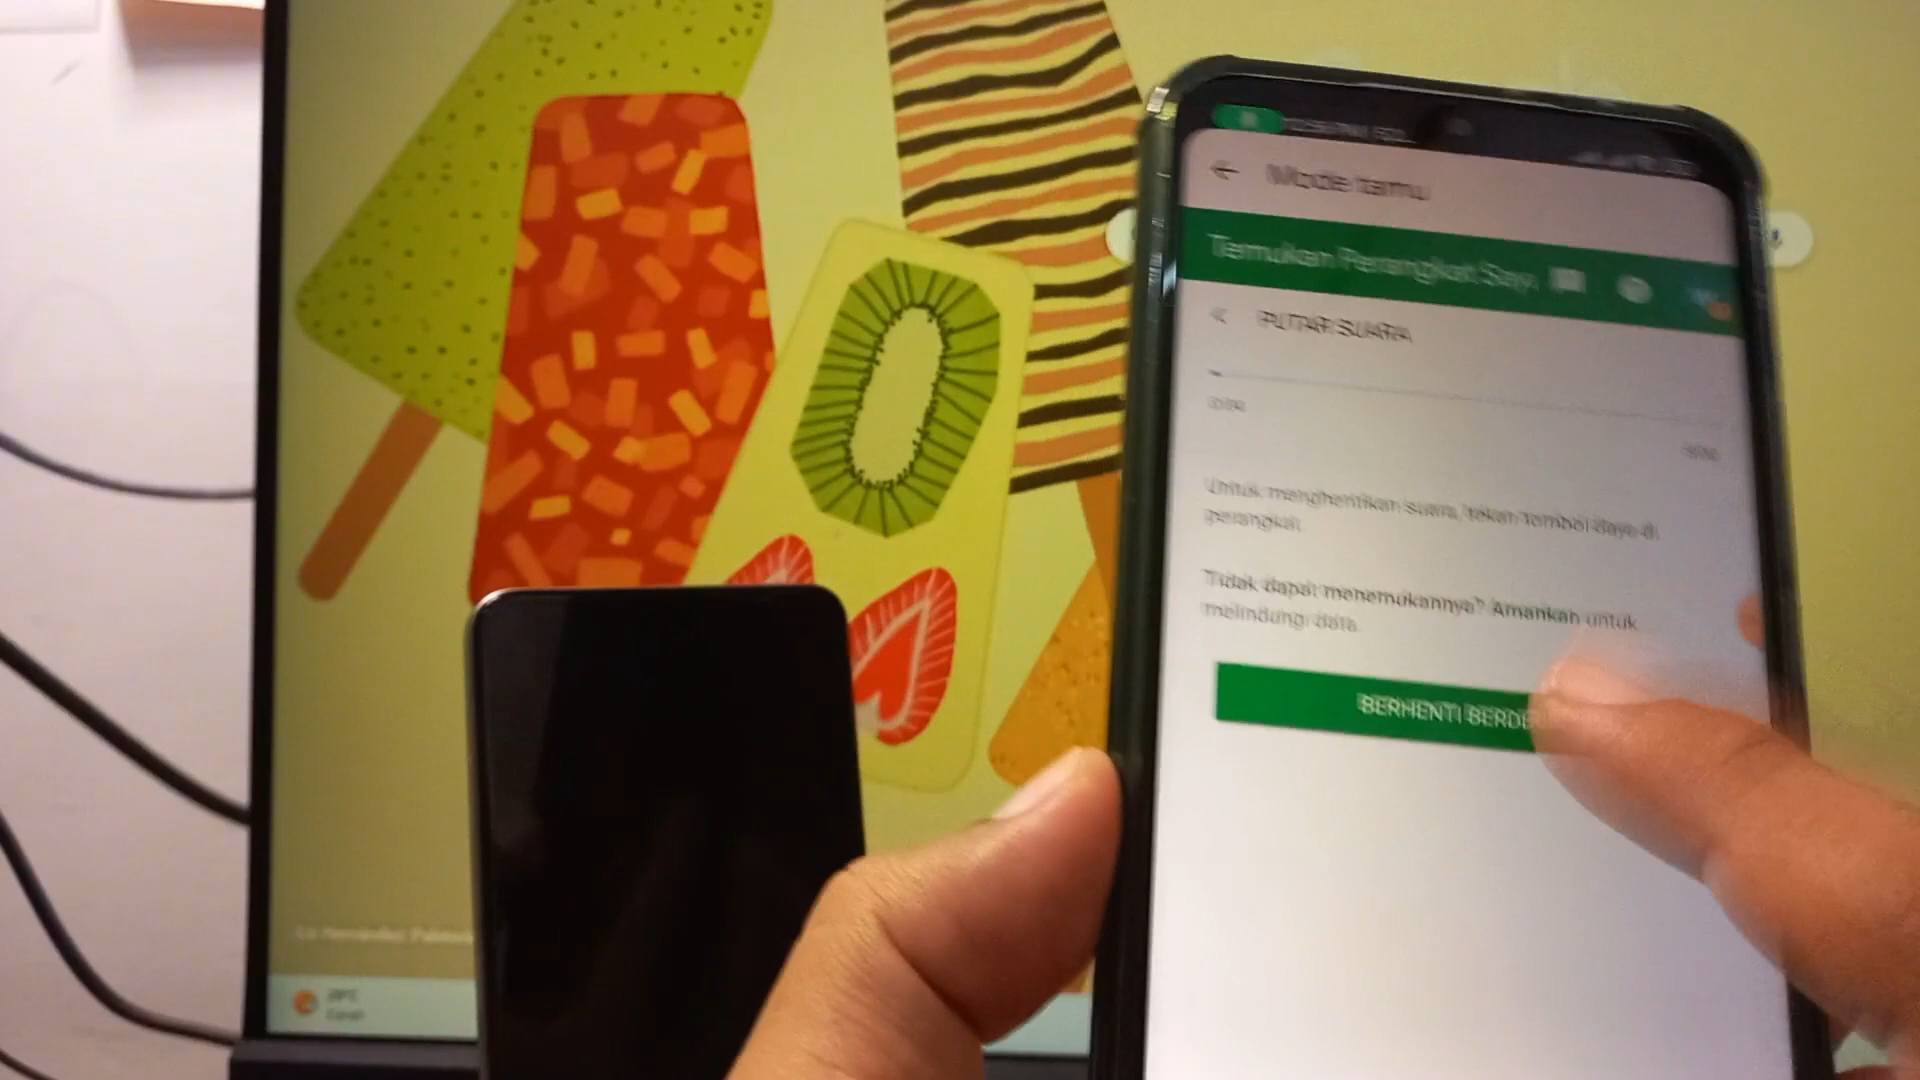 Mode tamu
Temukan Perangkat Say
PUTAR SUARA
Untuk menghentikan suara, tekan tombol daya di
perangkat.
Tidak dapat menemukannya? Amankan untuk
melindungi data.
BERHENTI BERDE